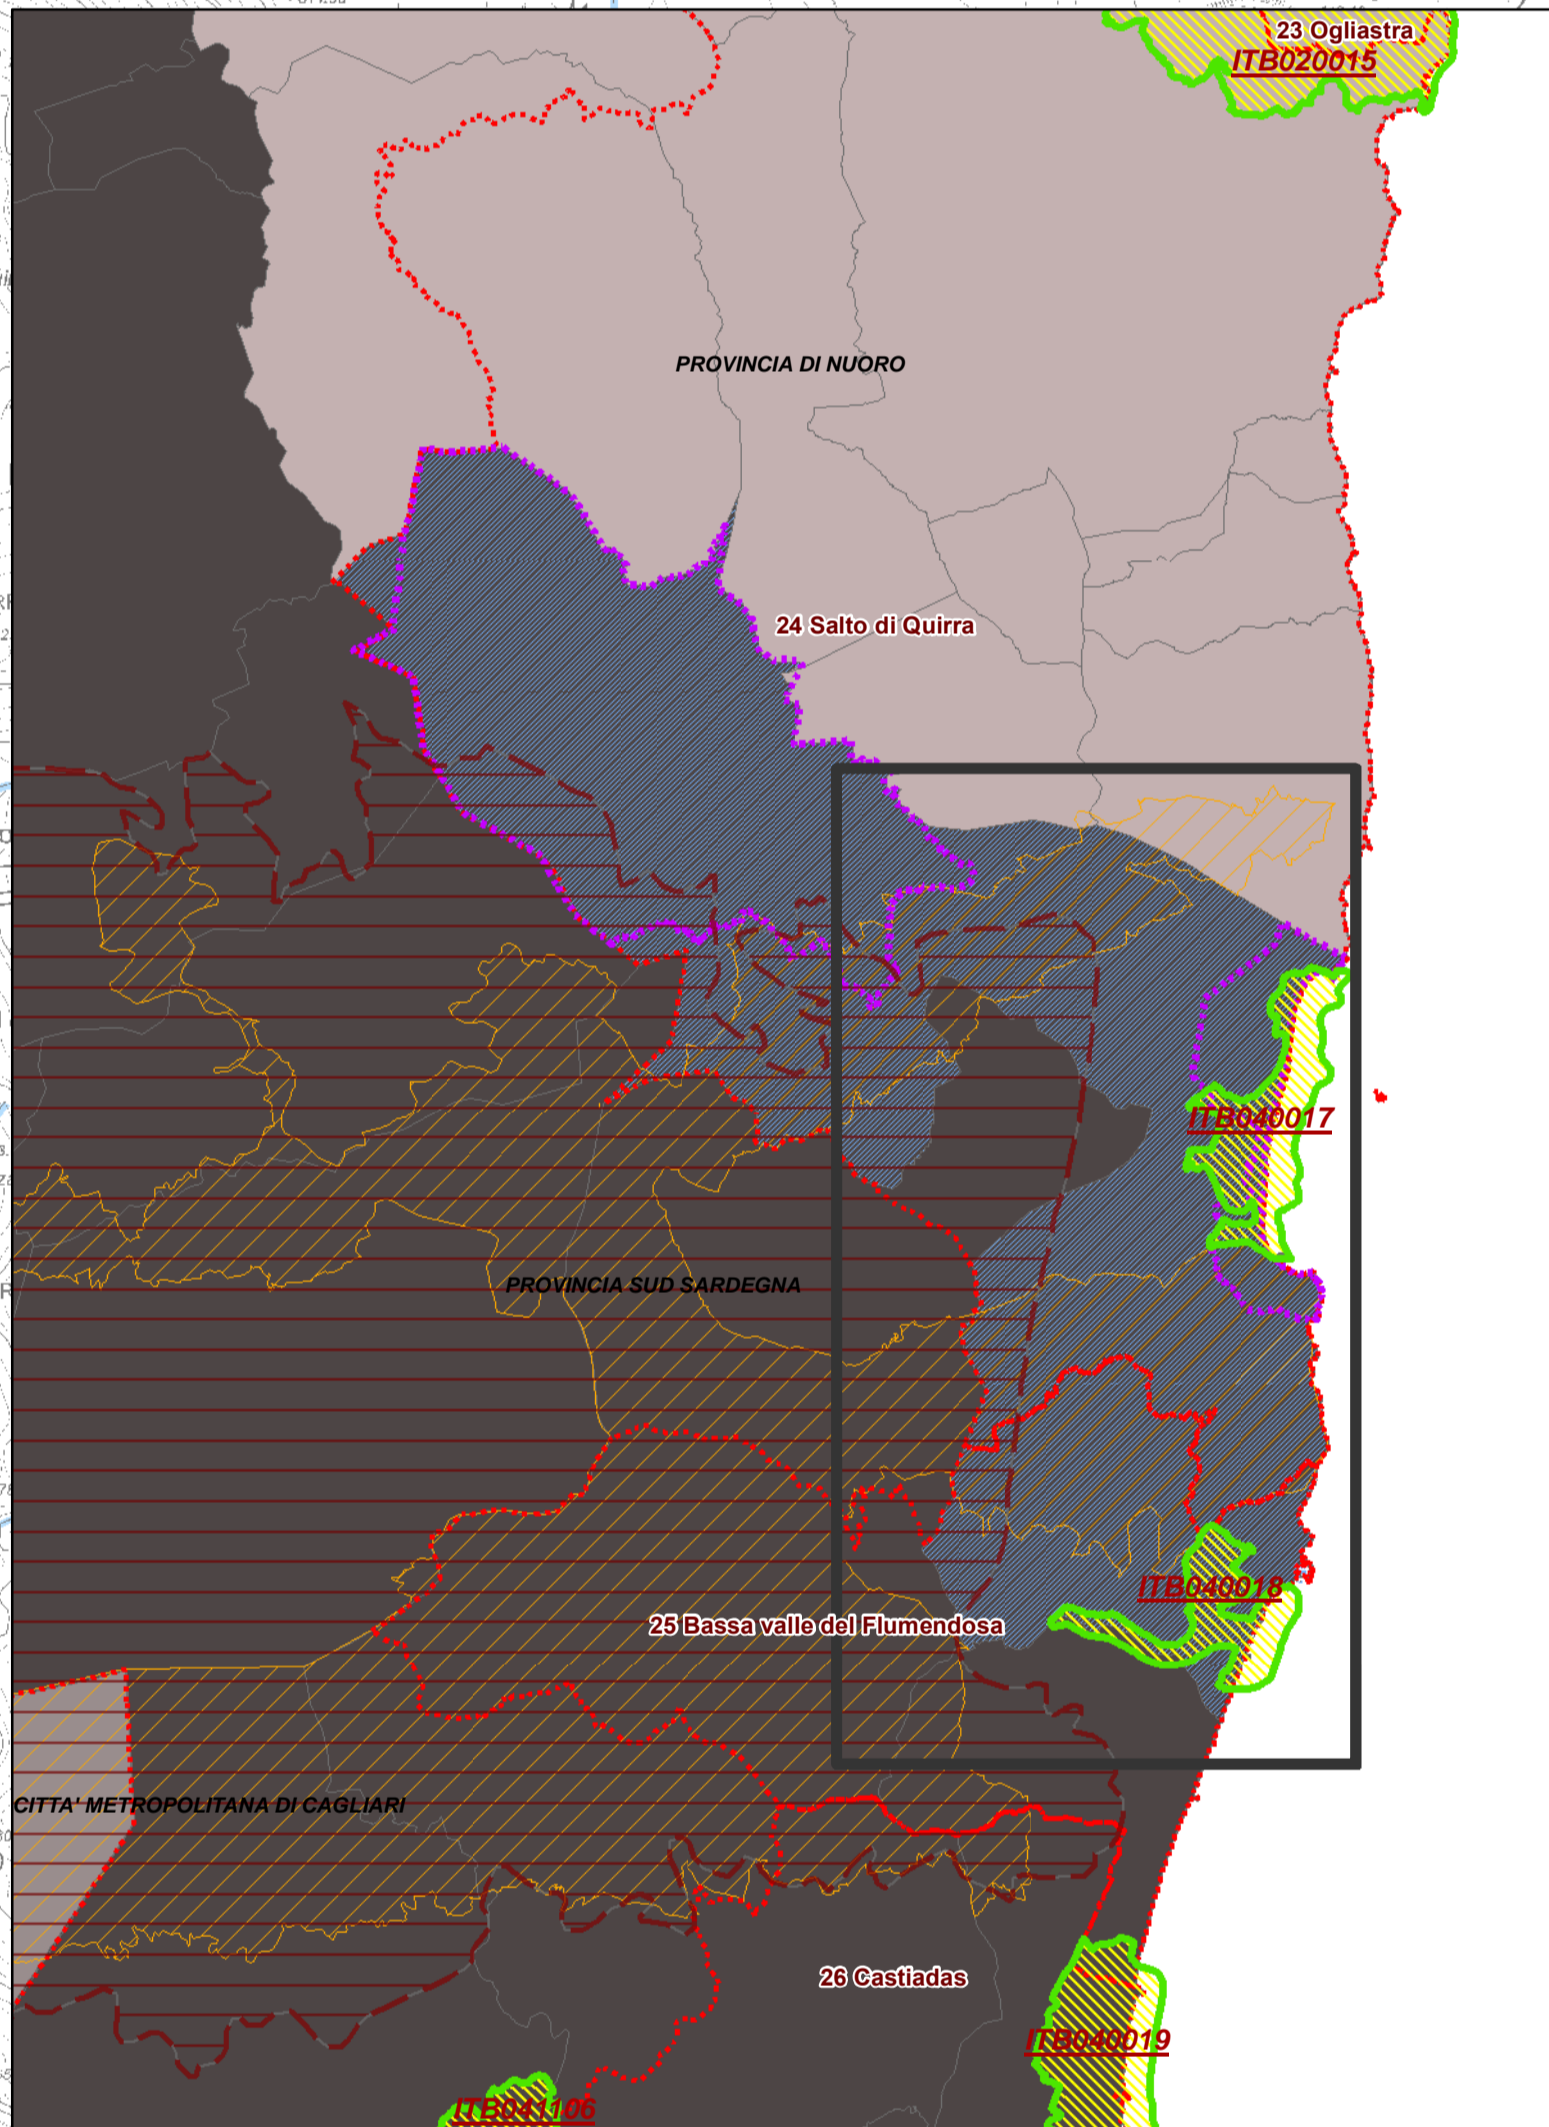 23 Ogliastra
ITB020015
PROVINCIA DI NUORO
24 Salto di Quirra
ITB040017
PROVINCIA SUD SARDEGNA
ITB040018
25 Bassa valle del Flumendosa
CITTA' METROPOLITANA DI CAGLIARI
26 Castiadas
ITB040019
ITB041106